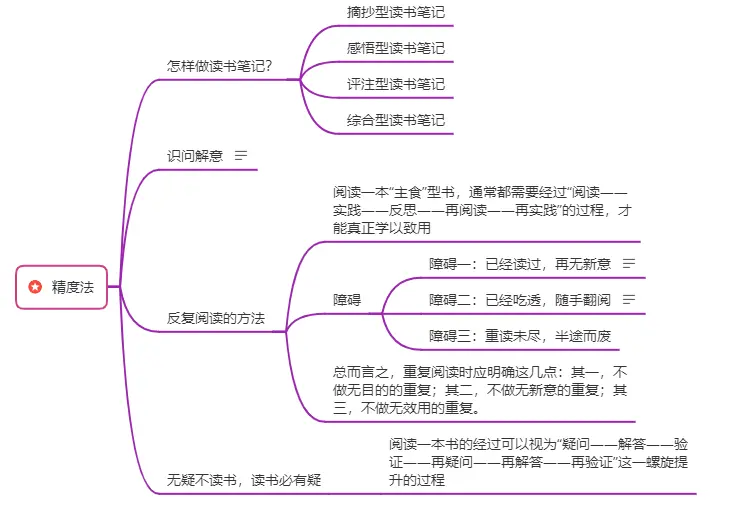 精度法
怎样做读书笔记?
摘抄型读书笔记
感悟型读书笔记
评注型读书笔记
综合型读书笔记
识问解意
反复阅读的方法
阅读一本“主食”型书，通常都需要经过“阅读——
实践——反思——再阅读——再实践”的过程，才
能真正学以致用
障碍
障碍一：已经读过，再无新意
障碍二：已经吃透，随手翻阅
障碍三：重读未尽，半途而废
总而言之，重复阅读时应明确这几点：其一，不
做无目的的重复；其二，不做无新意的重复；其
三，不做无效用的重复。
无疑不读书，读书必有疑
阅读一本书的经过可以视为“疑问——解答——验
证——再疑问——再解答——再验证”这一螺旋提
升的过程